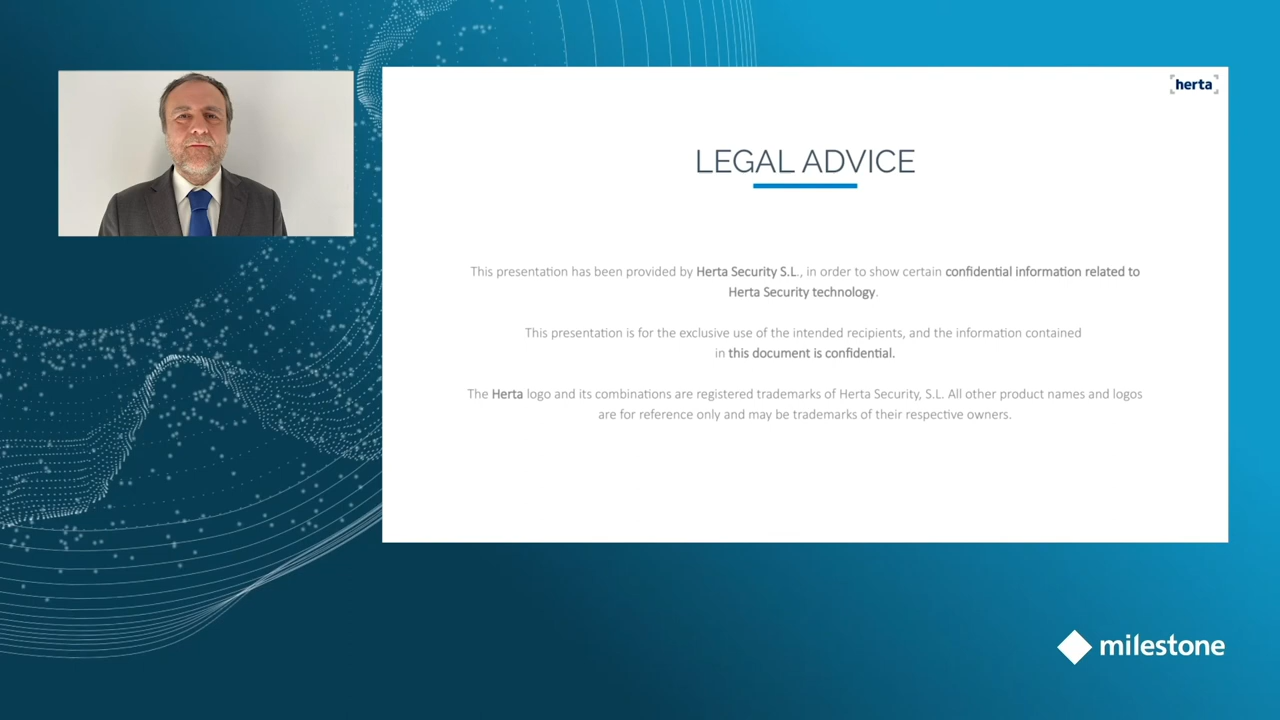 herta
LEGAL ADVICE
This presentation has been provided by Herta Security S.L., in order to show certain confidential information related to
Herta Security technology.
This presentation is for the exclusive use of the intended recipients, and the information contained
in this document is confidential.
The Herta logo and its combinations are registered trademarks of Herta Security, S.L. All other product names and logos
are for reference only and may be trademarks of their respective owners.
milestone